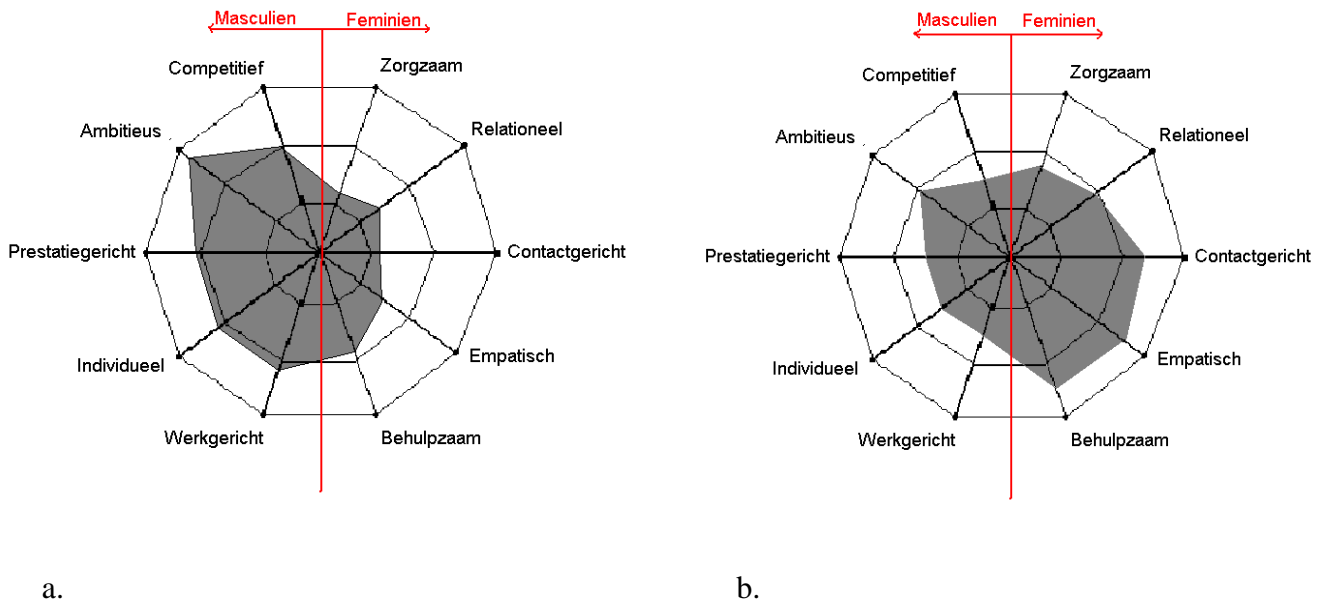 Masculien Feminien
Competitief Zorgzaam
Ambitieus Relationeel
Prestatiegericht Contactgericht
Individueel Empatisch
Werkgericht Behulpzaam
a.
Masculien Feminien
Competitief Zorgzaam
Ambitieus Relationeel
Prestatiegericht Contactgericht
Individueel Empatisch
Werkgericht Behulpzaam
b.